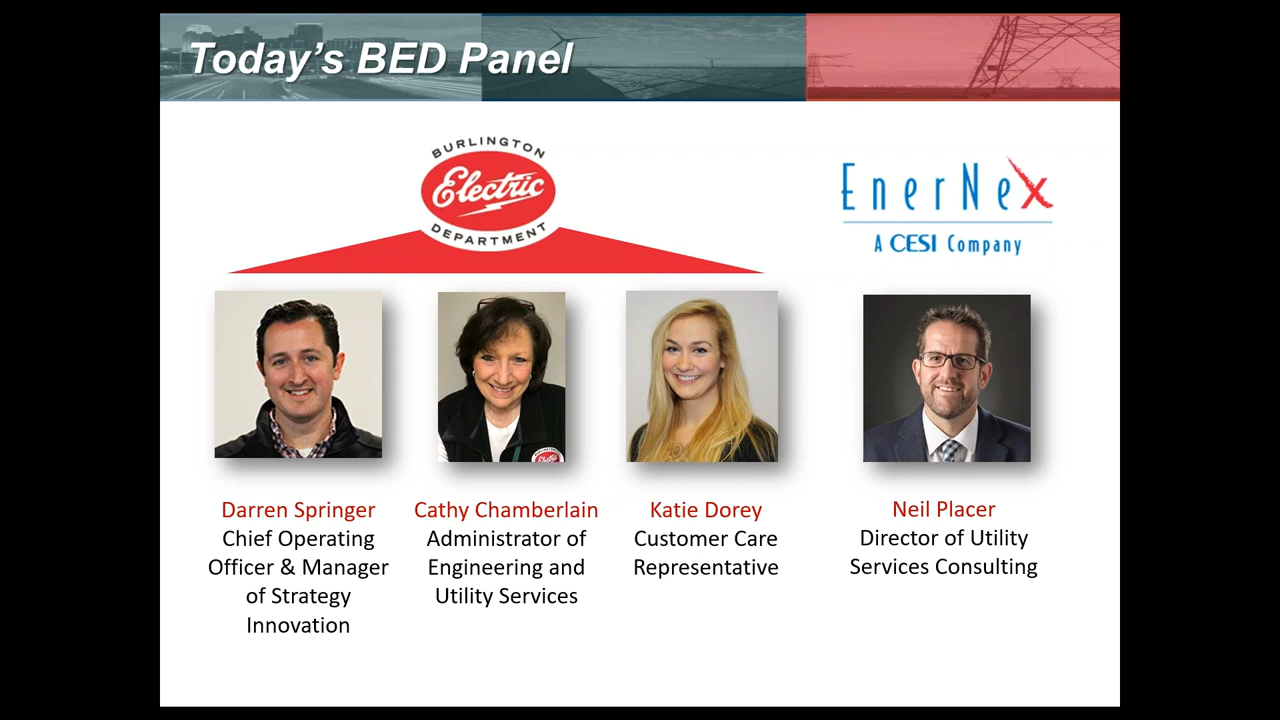 Today's BED Panel
BURLINGTON
Electric
DEPARTMENT
EnerNex
A CESI Company
Darren Springer
Chief Operating
Officer & Manager
of Strategy
Innovation
Cathy Chamberlain
Administrator of
Engineering and
Utility Services
Katie Dorey
Customer Care
Representative
Neil Placer
Director of Utility
Services Consulting